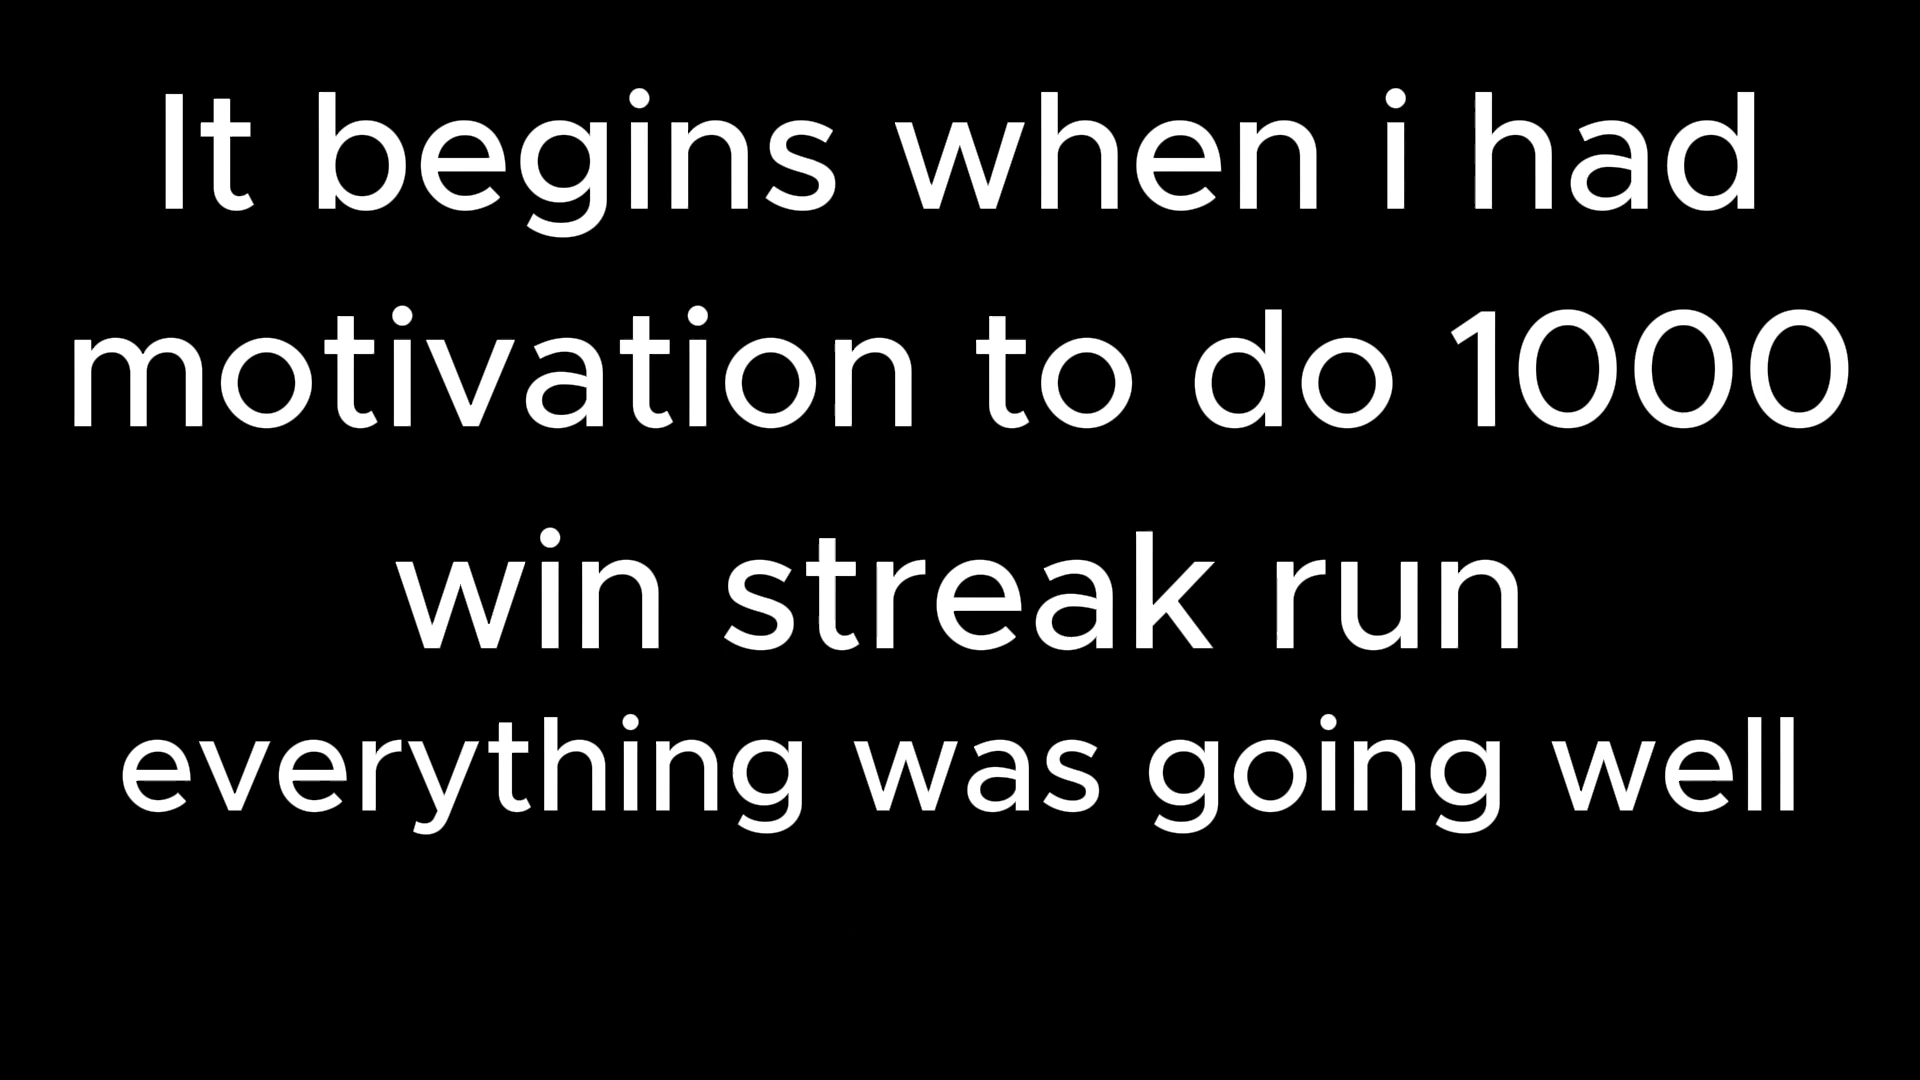 It begins when i had
motivation to do 1000
win streak run
everything was going well